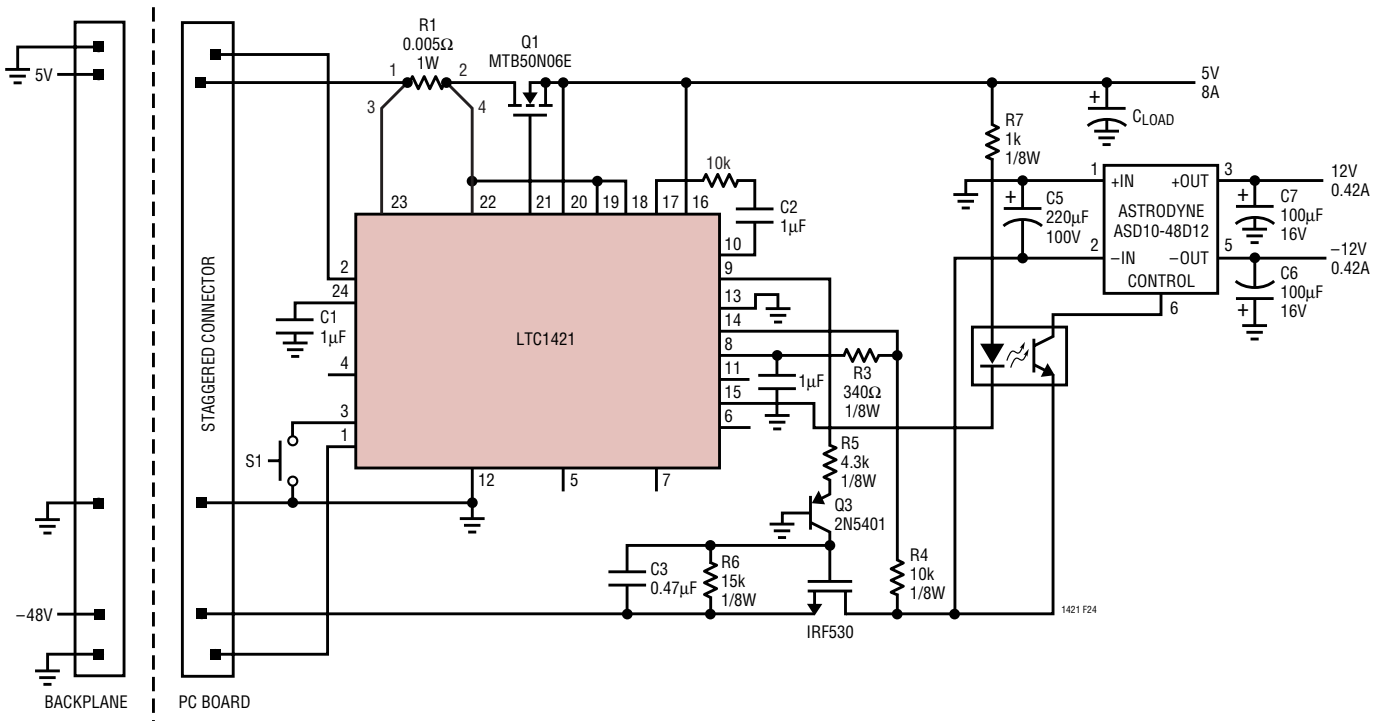 R1
0.005Ω
1W
1
2
3
4
Q1
MTB50N06E
5V
5V
8A
+
CLOAD
R7
1k
1/8W
10k
C2
1µF
23
22
21
20
19
18
17
16
+
C5
220µF
100V
1
+IN
+OUT
3
ASTRODYNE
ASD10-48D12
2
–IN
–OUT
5
CONTROL
6
12V
0.42A
+
C7
100µF
16V
–12V
0.42A
C6
100µF
16V
+
STAGGERED CONNECTOR
2
24
C1
1µF
4
3
1
S1
LTC1421
10
9
13
14
8
11
15
6
1µF
R3
340Ω
1/8W
12
5
7
R5
4.3k
1/8W
Q3
2N5401
C3
0.47µF
R6
15k
1/8W
R4
10k
1/8W
IRF530
1421 F24
–48V
BACKPLANE
PC BOARD